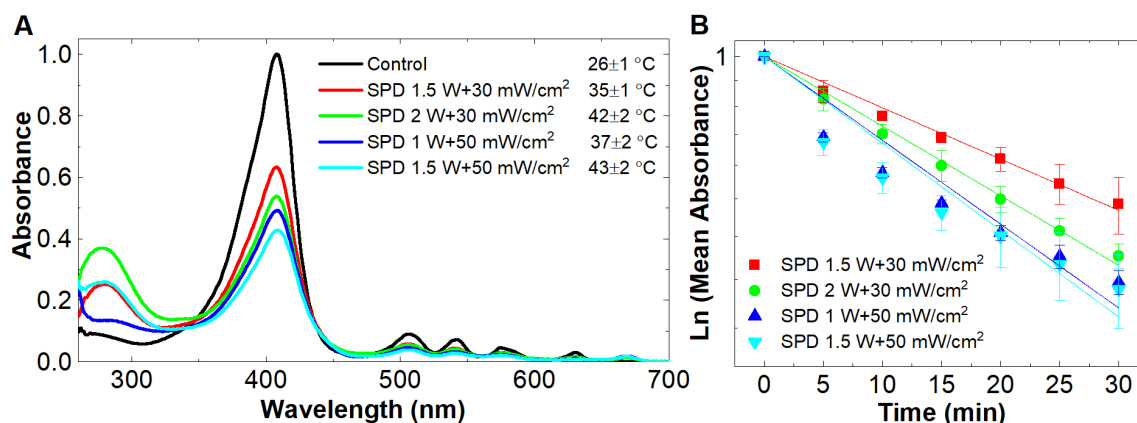 A
Absorbance
1.0
0.8
0.6
0.4
0.2
0.0
Control 26±1 °C
SPD 1.5 W+30 mW/cm² 35±1 °C
SPD 2 W+30 mW/cm² 42±2 °C
SPD 1 W+50 mW/cm² 37±2 °C
SPD 1.5 W+50 mW/cm² 43±2 °C
300 400 500 600 700
Wavelength (nm)
B
Ln (Mean Absorbance)
1
SPD 1.5 W+30 mW/cm²
SPD 2 W+30 mW/cm²
SPD 1 W+50 mW/cm²
SPD 1.5 W+50 mW/cm²
0 5 10 15 20 25 30
Time (min)